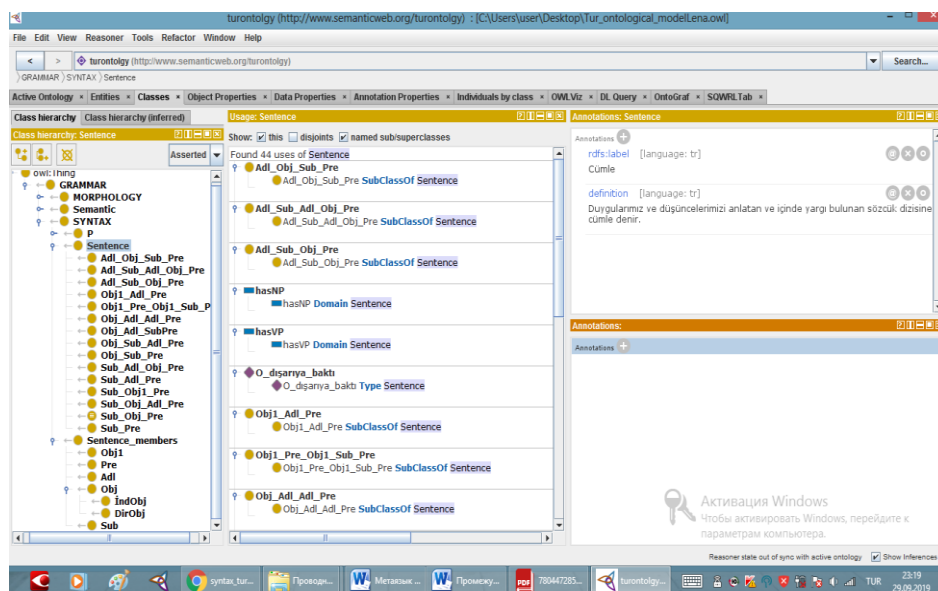 turontolgy (http://www.semanticweb.org/turontolgy) : [C:\Users\user\Desktop\Tur_ontological_modelLena.owl]
File Edit View Reasoner Tools Refactor Window Help
< > turontolgy (http://www.semanticweb.org/turontolgy) Search...
GRAMMAR SYNTAX Sentence
Active Ontology × Entities × Classes × Object Properties × Data Properties × Annotation Properties × Individuals by class × OWLViz × DL Query × OntoGraf × SQWRLTab ×
Class hierarchy Class hierarchy (inferred)
Class hierarchy: Sentence
Asserted
owl:Thing
GRAMMAR
MORPHOLOGY
Semantic
SYNTAX
P
Sentence
Adl_Obj_Sub_Pre
Adl_Sub_Adl_Obj_Pre
Adl_Sub_Obj_Pre
Obj1_Adl_Pre
Obj1_Pre_Obj1_Sub_P
Obj_Adl_Adl_Pre
Obj_Adl_SubPre
Obj_Sub_Adl_Pre
Obj_Sub_Pre
Sub_Adl_Obj_Pre
Sub_Adl_Pre
Sub_Obj1_Pre
Sub_Obj_Adl_Pre
Sub_Obj_Pre
Sub_Pre
Sentence_members
Obj1
Pre
Adl
Obj
İndObj
DirObj
Sub
Usage: Sentence
Show: this disjoints named sub/superclasses
Found 44 uses of Sentence
Adl_Obj_Sub_Pre
Adl_Obj_Sub_Pre SubClassOf Sentence
Adl_Sub_Adl_Obj_Pre
Adl_Sub_Adl_Obj_Pre SubClassOf Sentence
Adl_Sub_Obj_Pre
Adl_Sub_Obj_Pre SubClassOf Sentence
hasNP
hasNP Domain Sentence
hasVP
hasVP Domain Sentence
O_dışarıya_baktı
O_dışarıya_baktı Type Sentence
Obj1_Adl_Pre
Obj1_Adl_Pre SubClassOf Sentence
Obj1_Pre_Obj1_Sub_Pre
Obj1_Pre_Obj1_Sub_Pre SubClassOf Sentence
Obj_Adl_Adl_Pre
Obj_Adl_Adl_Pre SubClassOf Sentence
Annotations: Sentence
Annotations
rdfs:label [language: tr]
Cümle
definition [language: tr]
Duygularımız ve düşüncelerimizi anlatan ve içinde yargı bulunan sözcük dizisine
cümle denir.
Annotations:
Annotations
Активация Windows
Чтобы активировать Windows, перейдите к
параметрам компьютера.
Reasoner state out of sync with active ontology Show Inferences
syntax_tur... Проводн... Метаязык ... Промежу... 780447285... turontolgy... TUR 23:19
29.09.2019